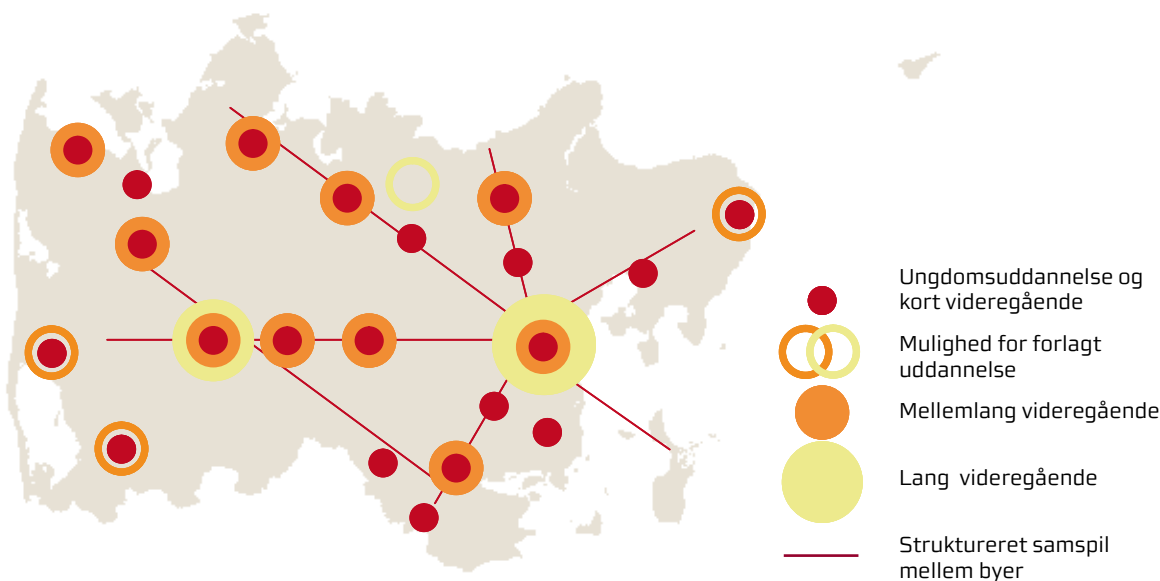 Ungdomsuddannelse og
kort videregående
Mulighed for forlagt
uddannelse
Mellemlang videregående
Lang videregående
Struktureret samspil
mellem byer